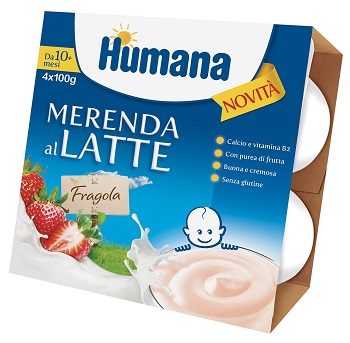 Da 10+
mesi
4x100g
Humana
NOVITÀ
MERENDA
al LATTE
Fragola
Calcio e vitamina B2
Con purea di frutta
Buona e cremosa
Senza glutine